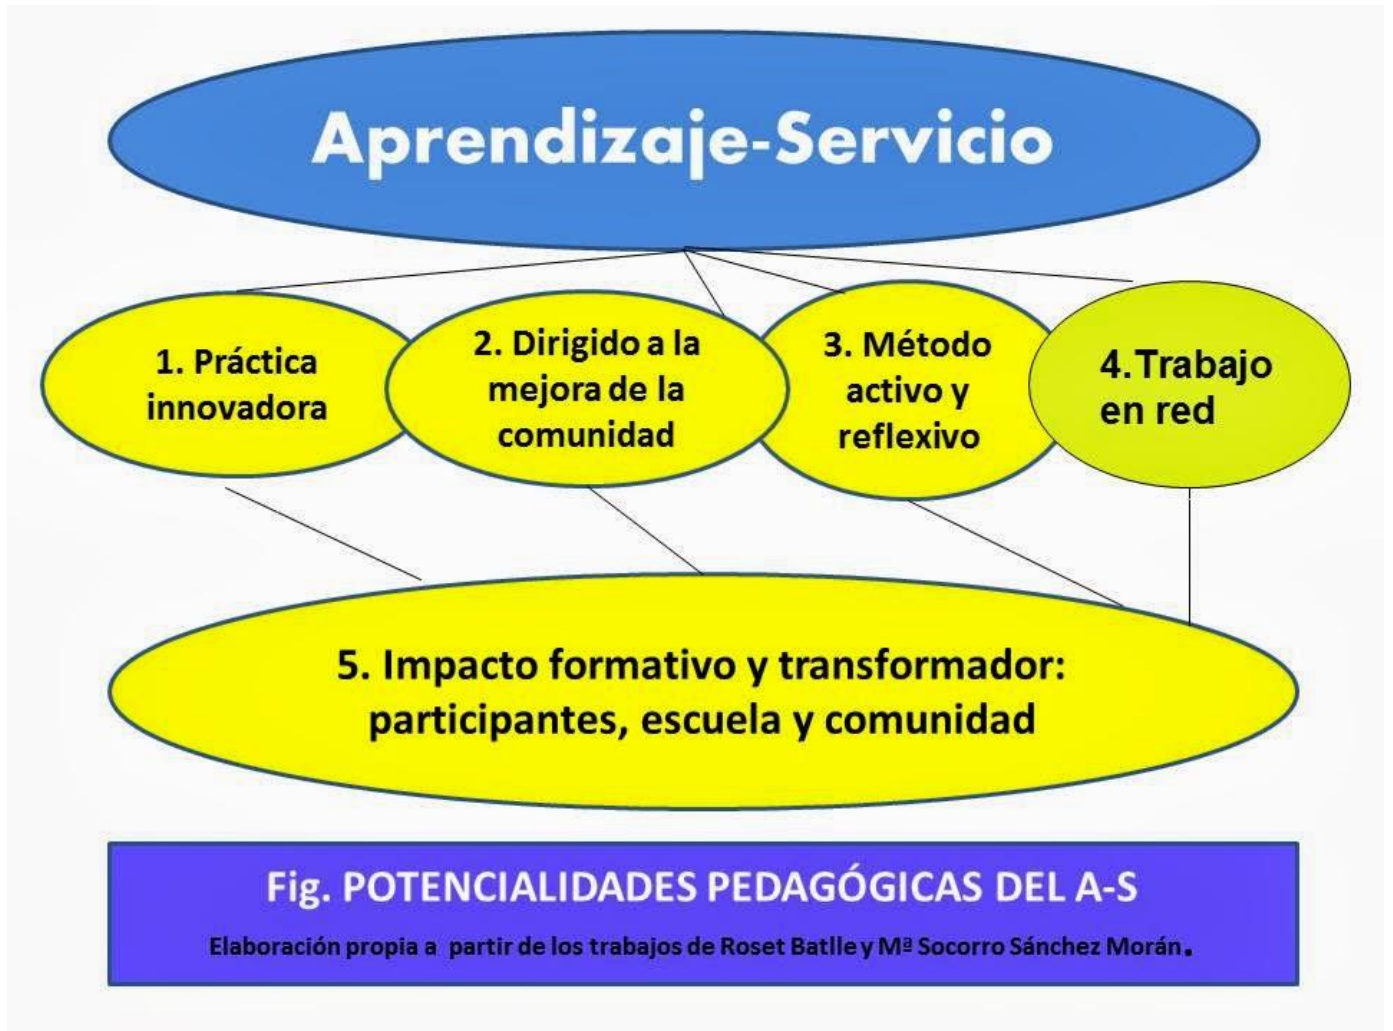 Aprendizaje-Servicio
1. Práctica
innovadora
2. Dirigido a la
mejora de la
comunidad
3. Método
activo y
reflexivo
4.Trabajo
en red
5. Impacto formativo y transformador:
participantes, escuela y comunidad
Fig. POTENCIALIDADES PEDAGÓGICAS DEL A-S
Elaboración propia a partir de los trabajos de Roset Batlle y Mª Socorro Sánchez Morán.